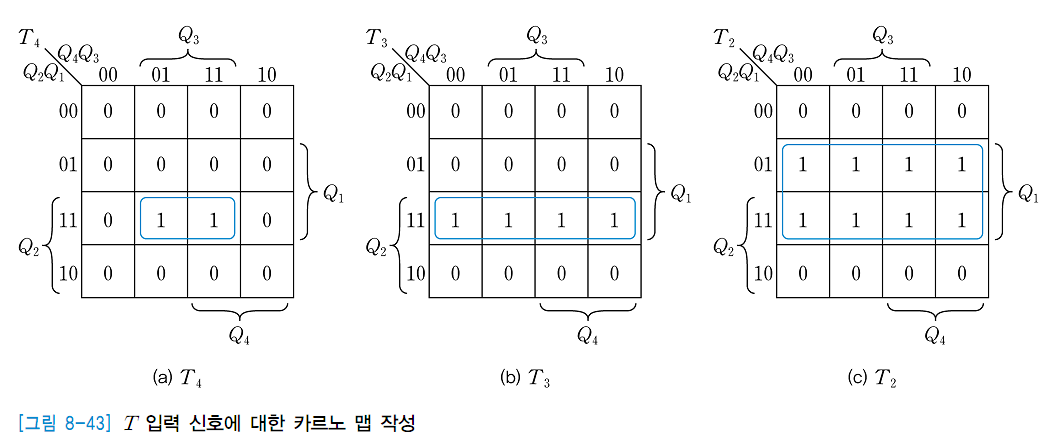 T₄ Q₄Q₃ Q₂Q₁ Q₃
00 01 11 10
00 0 0 0 0
01 0 0 0 0
11 0 1 1 0
10 0 0 0 0
Q₁
Q₂
Q₄
(a) T₄
T₃ Q₄Q₃ Q₂Q₁ Q₃
00 01 11 10
00 0 0 0 0
01 0 0 0 0
11 1 1 1 1
10 0 0 0 0
Q₁
Q₂
Q₄
(b) T₃
T₂ Q₄Q₃ Q₂Q₁ Q₃
00 01 11 10
00 0 0 0 0
01 1 1 1 1
11 1 1 1 1
10 0 0 0 0
Q₁
Q₂
Q₄
(c) T₂
[그림 8-43] T 입력 신호에 대한 카르노 맵 작성